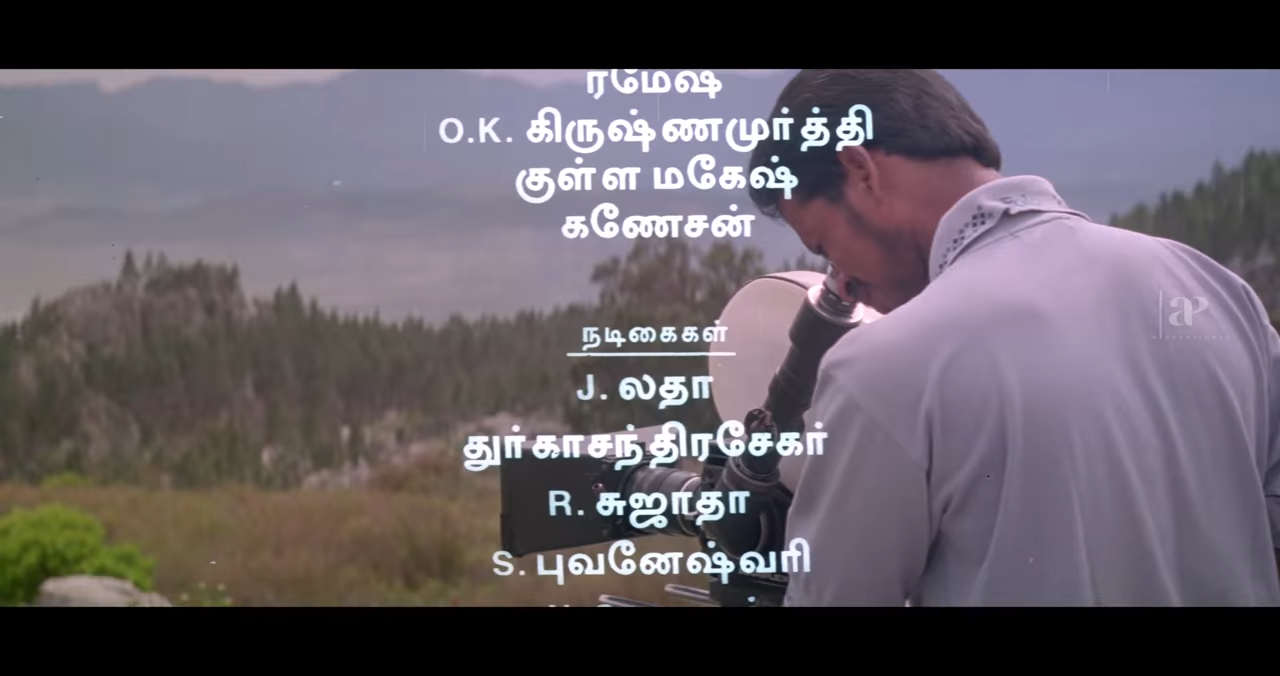 ரமேஷ்
O.K. கிருஷ்ணமுர்த்தி
குள்ள மகேஷ்
கணேசன்
நடிகைகள்
J. லதா
துர்காசந்திரசேகர்
R. சுஜாதா
S. புவனேஷ்வரி